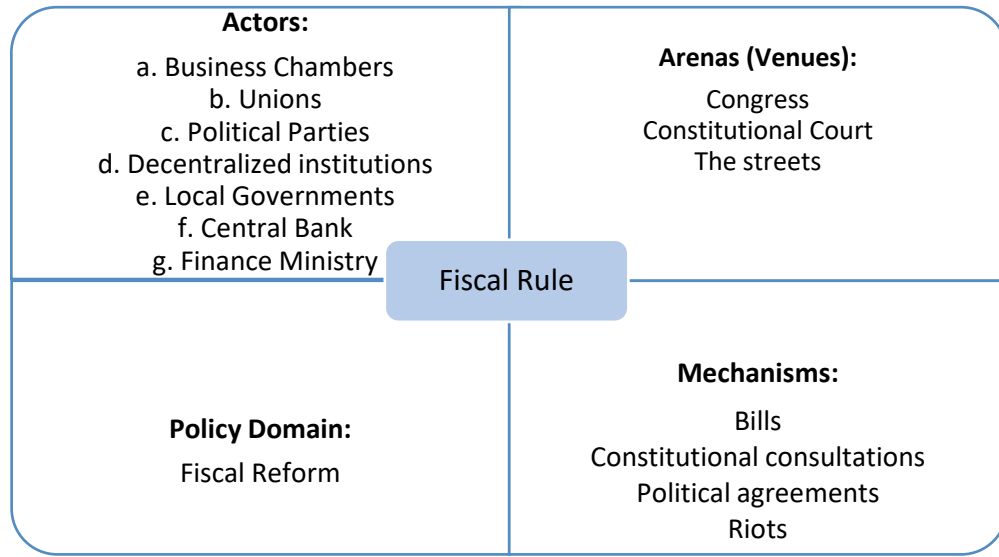 Actors:
a. Business Chambers
b. Unions
c. Political Parties
d. Decentralized institutions
e. Local Governments
f. Central Bank
g. Finance Ministry
Arenas (Venues):
Congress
Constitutional Court
The streets
Fiscal Rule
Policy Domain:
Fiscal Reform
Mechanisms:
Bills
Constitutional consultations
Political agreements
Riots